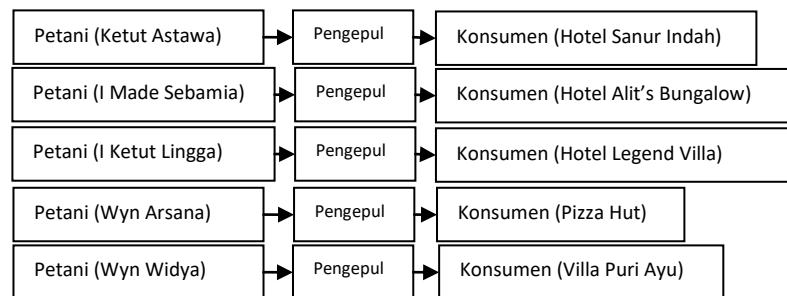 Petani (Ketut Astawa) Pengepul Konsumen (Hotel Sanur Indah)
Petani (I Made Sebamia) Pengepul Konsumen (Hotel Alit’s Bungalow)
Petani (I Ketut Lingga) Pengepul Konsumen (Hotel Legend Villa)
Petani (Wyn Arsana) Pengepul Konsumen (Pizza Hut)
Petani (Wyn Widya) Pengepul Konsumen (Villa Puri Ayu)